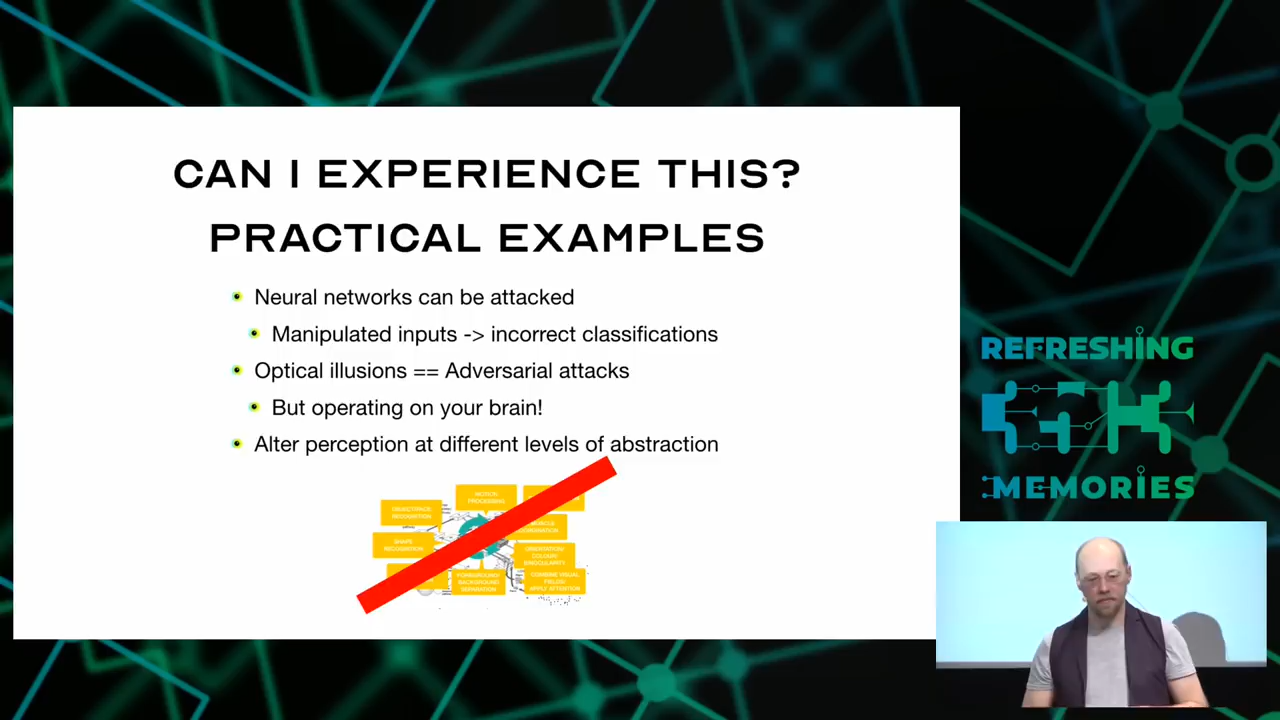 CAN I EXPERIENCE THIS?
PRACTICAL EXAMPLES
Neural networks can be attacked
Manipulated inputs -> incorrect classifications
Optical illusions == Adversarial attacks
But operating on your brain!
Alter perception at different levels of abstraction
MOTION
PROCESSING
OBJECT/FACE
RECOGNITION
SHAPE
RECOGNITION
ORIENTATION/
COLOUR/
SINGULARITY
FOREGROUND/
BACKGROUND
SEPARATION
COMBINE VISUAL
FIELDS/
APPLY ATTENTION
REFRESHING
MEMORIES